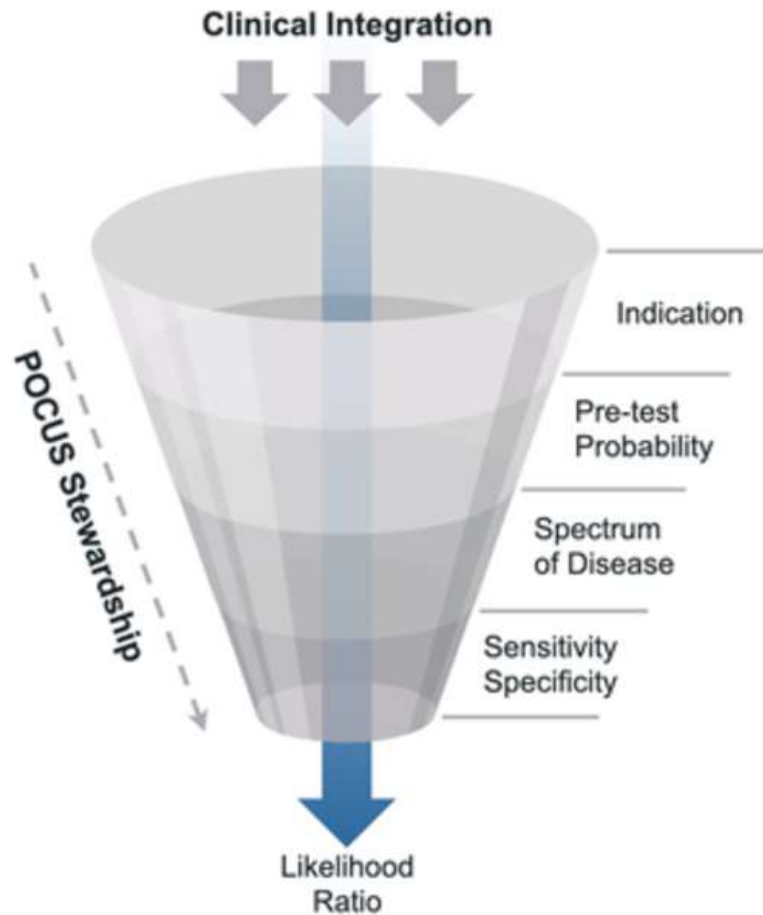 Clinical Integration
Indication
Pre-test
Probability
POCUS Stewardship
Spectrum
of Disease
Sensitivity
Specificity
Likelihood
Ratio